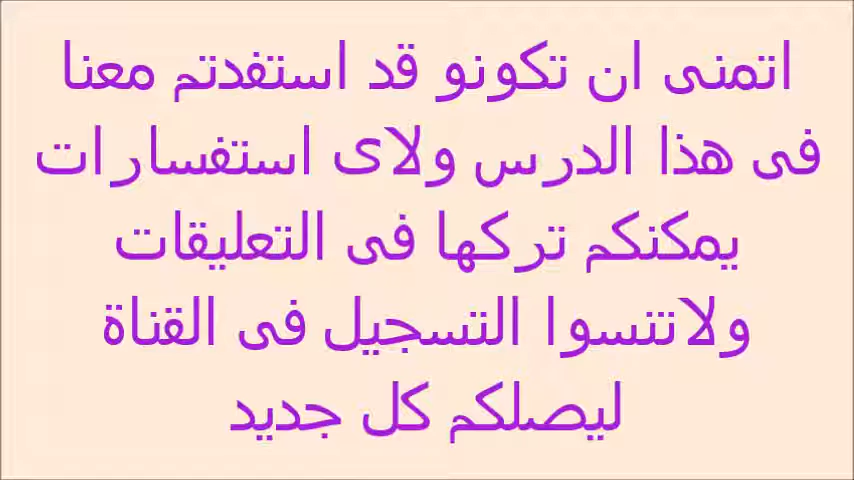 اتمنى ان تكونو قد استفدتم معنا
فى هذا الدرس ولاى استفسارات
يمكنكم تركها فى التعليقات
ولاتنسوا التسجيل فى القناة
ليصلكم كل جديد